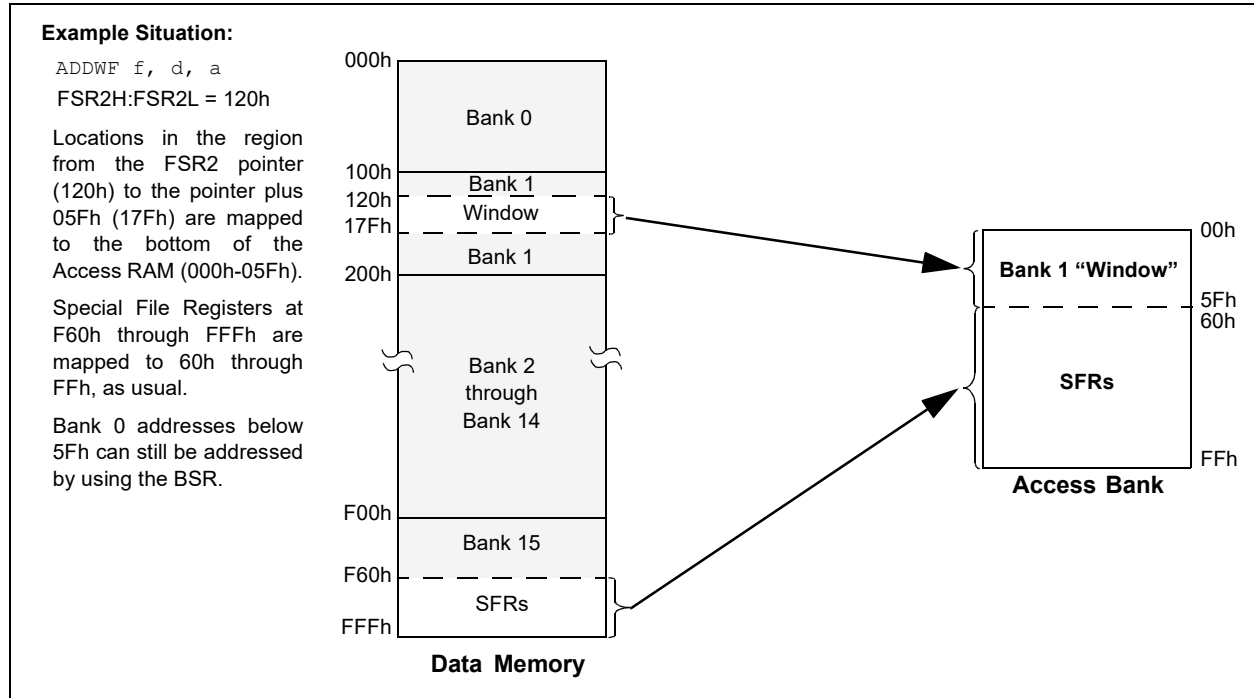 Example Situation:
ADDWF f, d, a
FSR2H:FSR2L = 120h
Locations in the region
from the FSR2 pointer
(120h) to the pointer plus
05Fh (17Fh) are mapped
to the bottom of the
Access RAM (000h-05Fh).
Special File Registers at
F60h through FFFh are
mapped to 60h through
FFh, as usual.
Bank 0 addresses below
5Fh can still be addressed
by using the BSR.
000h
Bank 0
100h
Bank 1
120h
Window
17Fh
Bank 1
200h
Bank 2
through
Bank 14
F00h
Bank 15
F60h
SFRs
FFFh
Data Memory
00h
Bank 1 “Window”
5Fh
60h
SFRs
FFh
Access Bank